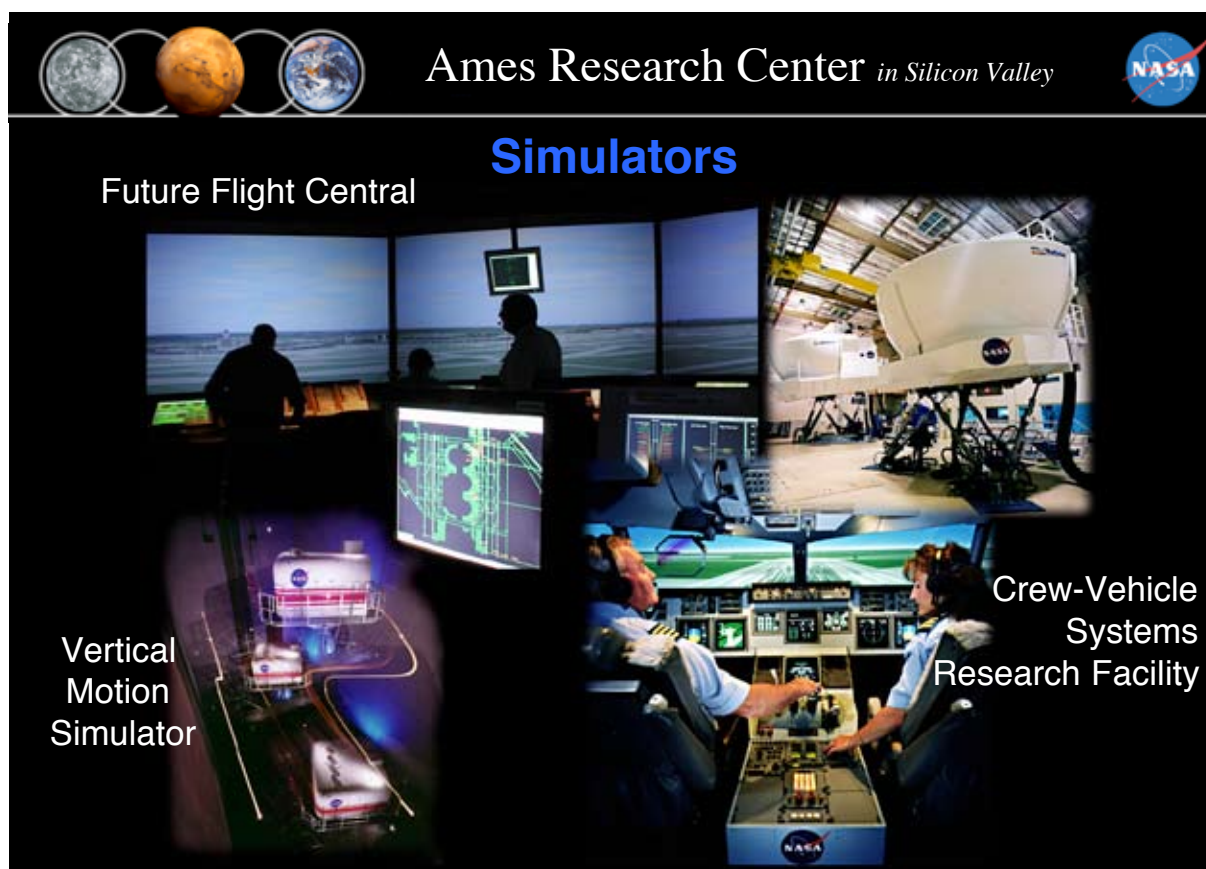 Ames Research Center in Silicon Valley
NASA
Simulators
Future Flight Central
NASA
NASA
Vertical
Motion
Simulator
Crew-Vehicle
Systems
Research Facility
NASA